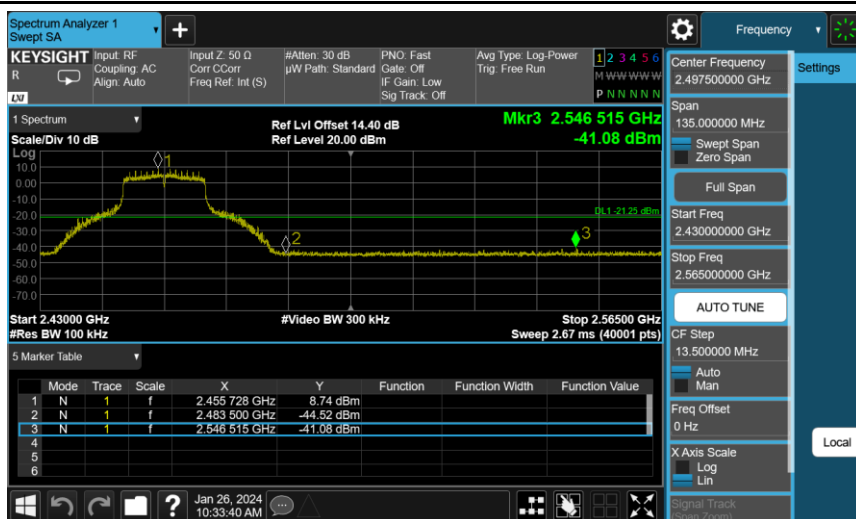 Spectrum Analyzer 1
Swept SA
+
Frequency
KEYSIGHT
R
LXI
Input: RF
Coupling: AC
Align: Auto
Input Z: 50 Ω
Corr CCorr
Freq Ref: Int (S)
#Atten: 30 dB
µW Path: Standard
PNO: Fast
Gate: Off
IF Gain: Low
Sig Track: Off
Avg Type: Log-Power
Trig: Free Run
1 2 3 4 5 6
M W W W W W
P N N N N N
1 Spectrum
Scale/Div 10 dB
Ref Lvl Offset 14.40 dB
Ref Level 20.00 dBm
Mkr3 2.546 515 GHz
-41.08 dBm
Log
10.0
0.00
-10.0
-20.0
-30.0
-40.0
-50.0
-60.0
-70.0
1
2
3
DL1 -21.25 dBm
Start 2.43000 GHz
#Res BW 100 kHz
#Video BW 300 kHz
Stop 2.56500 GHz
Sweep 2.67 ms (40001 pts)
5 Marker Table
Mode Trace Scale X Y Function Function Width Function Value
1 N 1 f 2.455 728 GHz 8.74 dBm
2 N 1 f 2.483 500 GHz -44.52 dBm
3 N 1 f 2.546 515 GHz -41.08 dBm
4
5
6
?
Jan 26, 2024
10:33:40 AM
Center Frequency
2.497500000 GHz
Span
135.000000 MHz
Swept Span
Zero Span
Full Span
Start Freq
2.430000000 GHz
Stop Freq
2.565000000 GHz
AUTO TUNE
CF Step
13.500000 MHz
Auto
Man
Freq Offset
0 Hz
X Axis Scale
Log
Lin
Signal Track
(Span Zoom)
Settings
Local